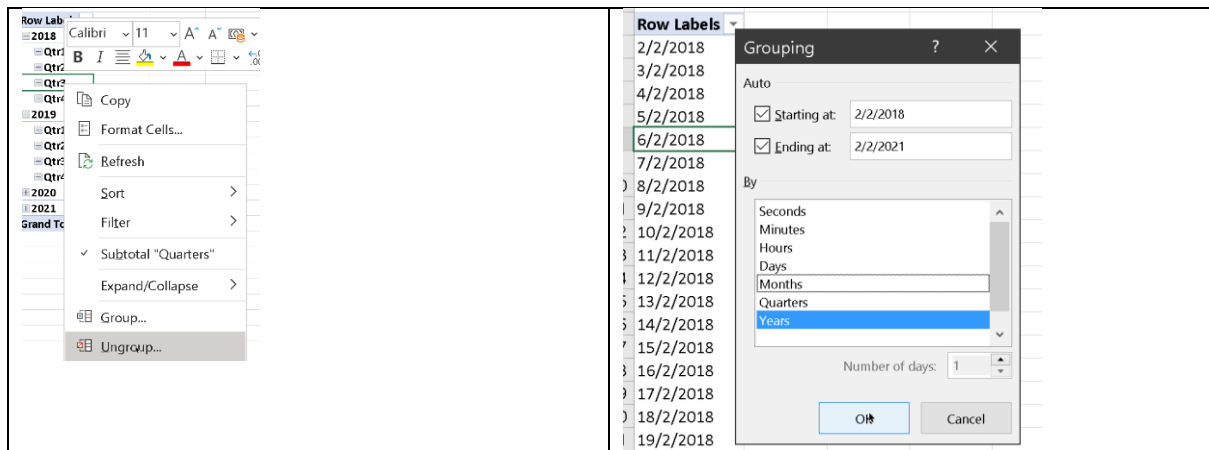 Row Lab
Calibri 11 A^ A˅
2018
B I A .00
Qtr1
Qtr2
Qtr3
Qtr4
2019
Qtr1
Qtr2
Qtr3
Qtr4
2020
2021
Grand To
Copy
Format Cells...
Refresh
Sort
Filter
Subtotal "Quarters"
Expand/Collapse
Group...
Ungroup...
Row Labels
2/2/2018
3/2/2018
4/2/2018
5/2/2018
6/2/2018
7/2/2018
8/2/2018
9/2/2018
10/2/2018
11/2/2018
12/2/2018
13/2/2018
14/2/2018
15/2/2018
16/2/2018
17/2/2018
18/2/2018
19/2/2018
Grouping ? ×
Auto
Starting at: 2/2/2018
Ending at: 2/2/2021
By
Seconds
Minutes
Hours
Days
Months
Quarters
Years
Number of days: 1
OK Cancel